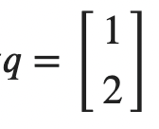 q = [1
2]